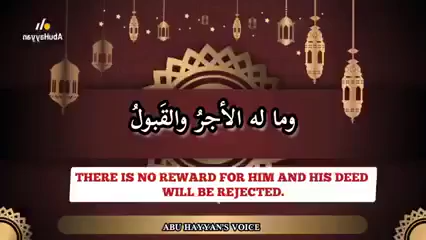 AbuHayyan
وما له الأجرُ والقَبولُ
THERE IS NO REWARD FOR HIM AND HIS DEED
WILL BE REJECTED.
ABU HAYYAN'S VOICE